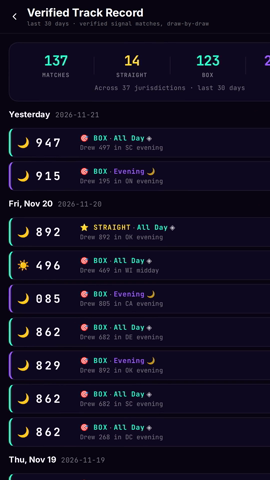 Verified Track Record
last 30 days · verified signal matches, draw-by-draw
137
14
123
MATCHES
STRAIGHT
BOX
Across 37 jurisdictions · last 30 days
Yesterday 2026-11-21
947
BOX · All Day
Drew 497 in SC evening
915
BOX · Evening
Drew 195 in ON evening
Fri, Nov 20 2026-11-20
892
STRAIGHT · All Day
Drew 892 in OK evening
496
BOX · All Day
Drew 469 in WI midday
085
BOX · Evening
Drew 805 in CA evening
862
BOX · All Day
Drew 682 in DE evening
829
BOX · Evening
Drew 892 in OK evening
862
BOX · All Day
Drew 682 in SC evening
862
BOX · All Day
Drew 268 in DC evening
Thu, Nov 19 2026-11-19